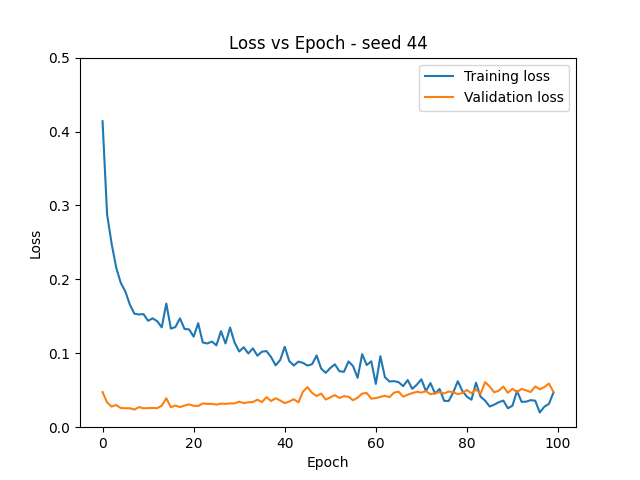 Loss vs Epoch - seed 44
Training loss
Validation loss
0.5
0.4
0.3
0.2
0.1
0.0
Loss
0 20 40 60 80 100
Epoch